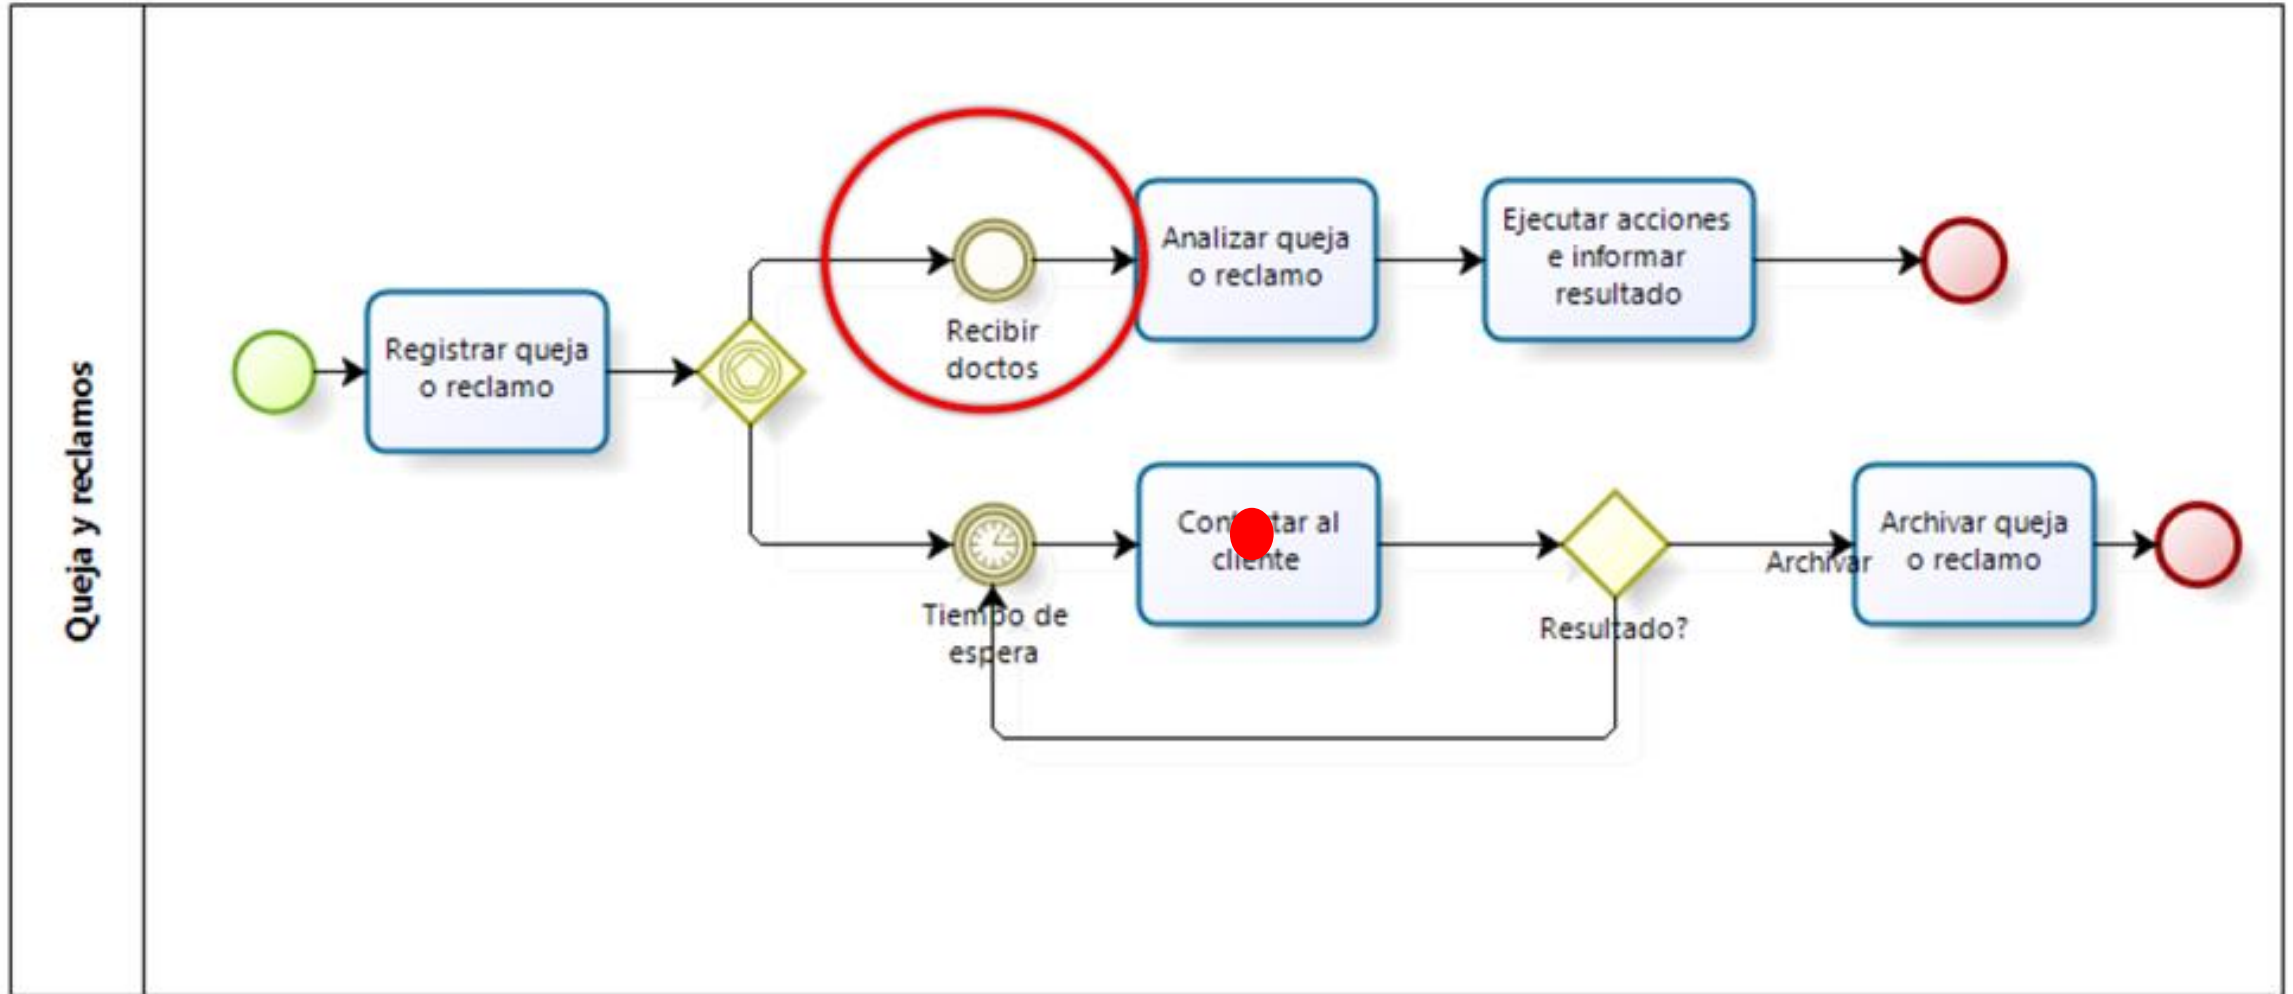 Queja y reclamos
Registrar queja
o reclamo
Recibir
doctos
Analizar queja
o reclamo
Ejecutar acciones
e informar
resultado
Tiempo de
espera
al
cliente
Resultado?
Archivar
Archivar queja
o reclamo